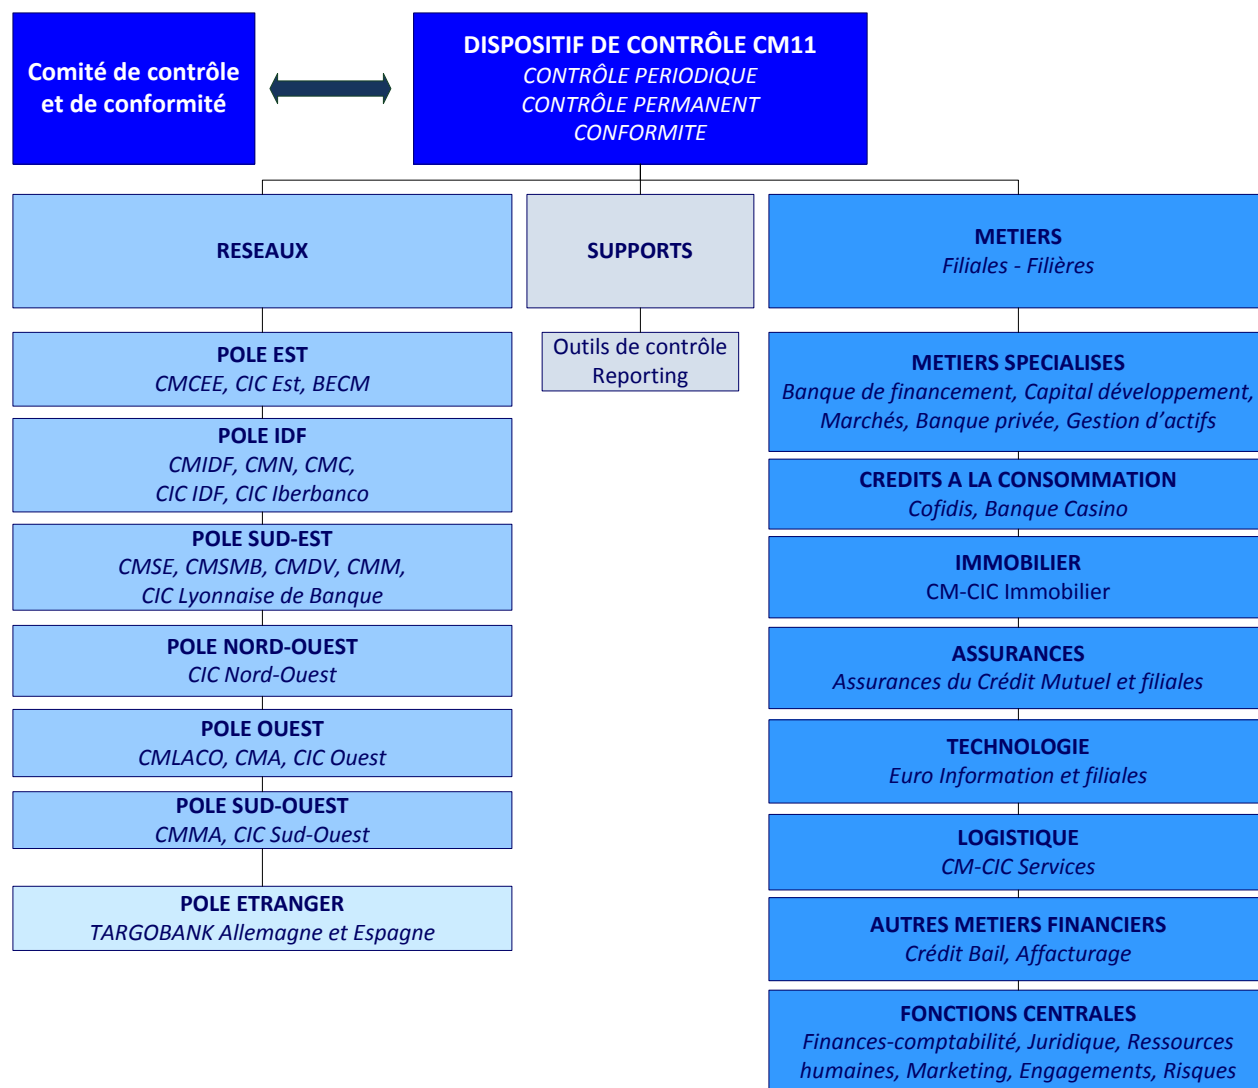 Comité de contrôle
et de conformité
DISPOSITIF DE CONTRÔLE CM11
CONTRÔLE PERIODIQUE
CONTRÔLE PERMANENT
CONFORMITE
RESEAUX
POLE EST
CMCEE, CIC Est, BECM
POLE IDF
CMIDF, CMN, CMC,
CIC IDF, CIC Iberbanco
POLE SUD-EST
CMSE, CMSMB, CMDV, CMM,
CIC Lyonnaise de Banque
POLE NORD-OUEST
CIC Nord-Ouest
POLE OUEST
CMLACO, CMA, CIC Ouest
POLE SUD-OUEST
CMMA, CIC Sud-Ouest
POLE ETRANGER
TARGOBANK Allemagne et Espagne
SUPPORTS
Outils de contrôle
Reporting
METIERS
Filiales - Filières
METIERS SPECIALISES
Banque de financement, Capital développement,
Marchés, Banque privée, Gestion d’actifs
CREDITS A LA CONSOMMATION
Cofidis, Banque Casino
IMMOBILIER
CM-CIC Immobilier
ASSURANCES
Assurances du Crédit Mutuel et filiales
TECHNOLOGIE
Euro Information et filiales
LOGISTIQUE
CM-CIC Services
AUTRES METIERS FINANCIERS
Crédit Bail, Affacturage
FONCTIONS CENTRALES
Finances-comptabilité, Juridique, Ressources
humaines, Marketing, Engagements, Risques